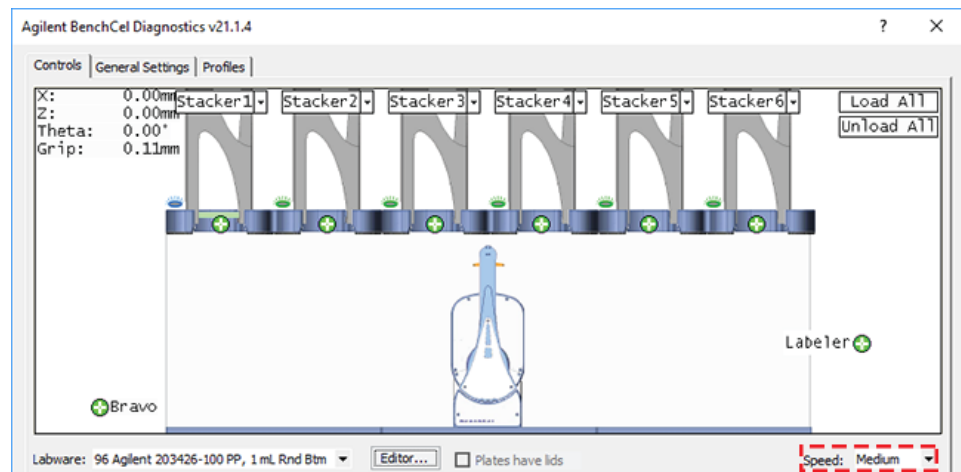 Agilent BenchCel Diagnostics v21.1.4
Controls General Settings Profiles
X: 0.00mm
Z: 0.00mm
Theta: 0.00°
Grip: 0.11mm
Stacker1 Stacker2 Stacker3 Stacker4 Stacker5 Stacker6
Load All
Unload All
Labeler
Bravo
Labware: 96 Agilent 203426-100 PP, 1 mL Rnd Btm Editor... Plates have lids Speed: Medium